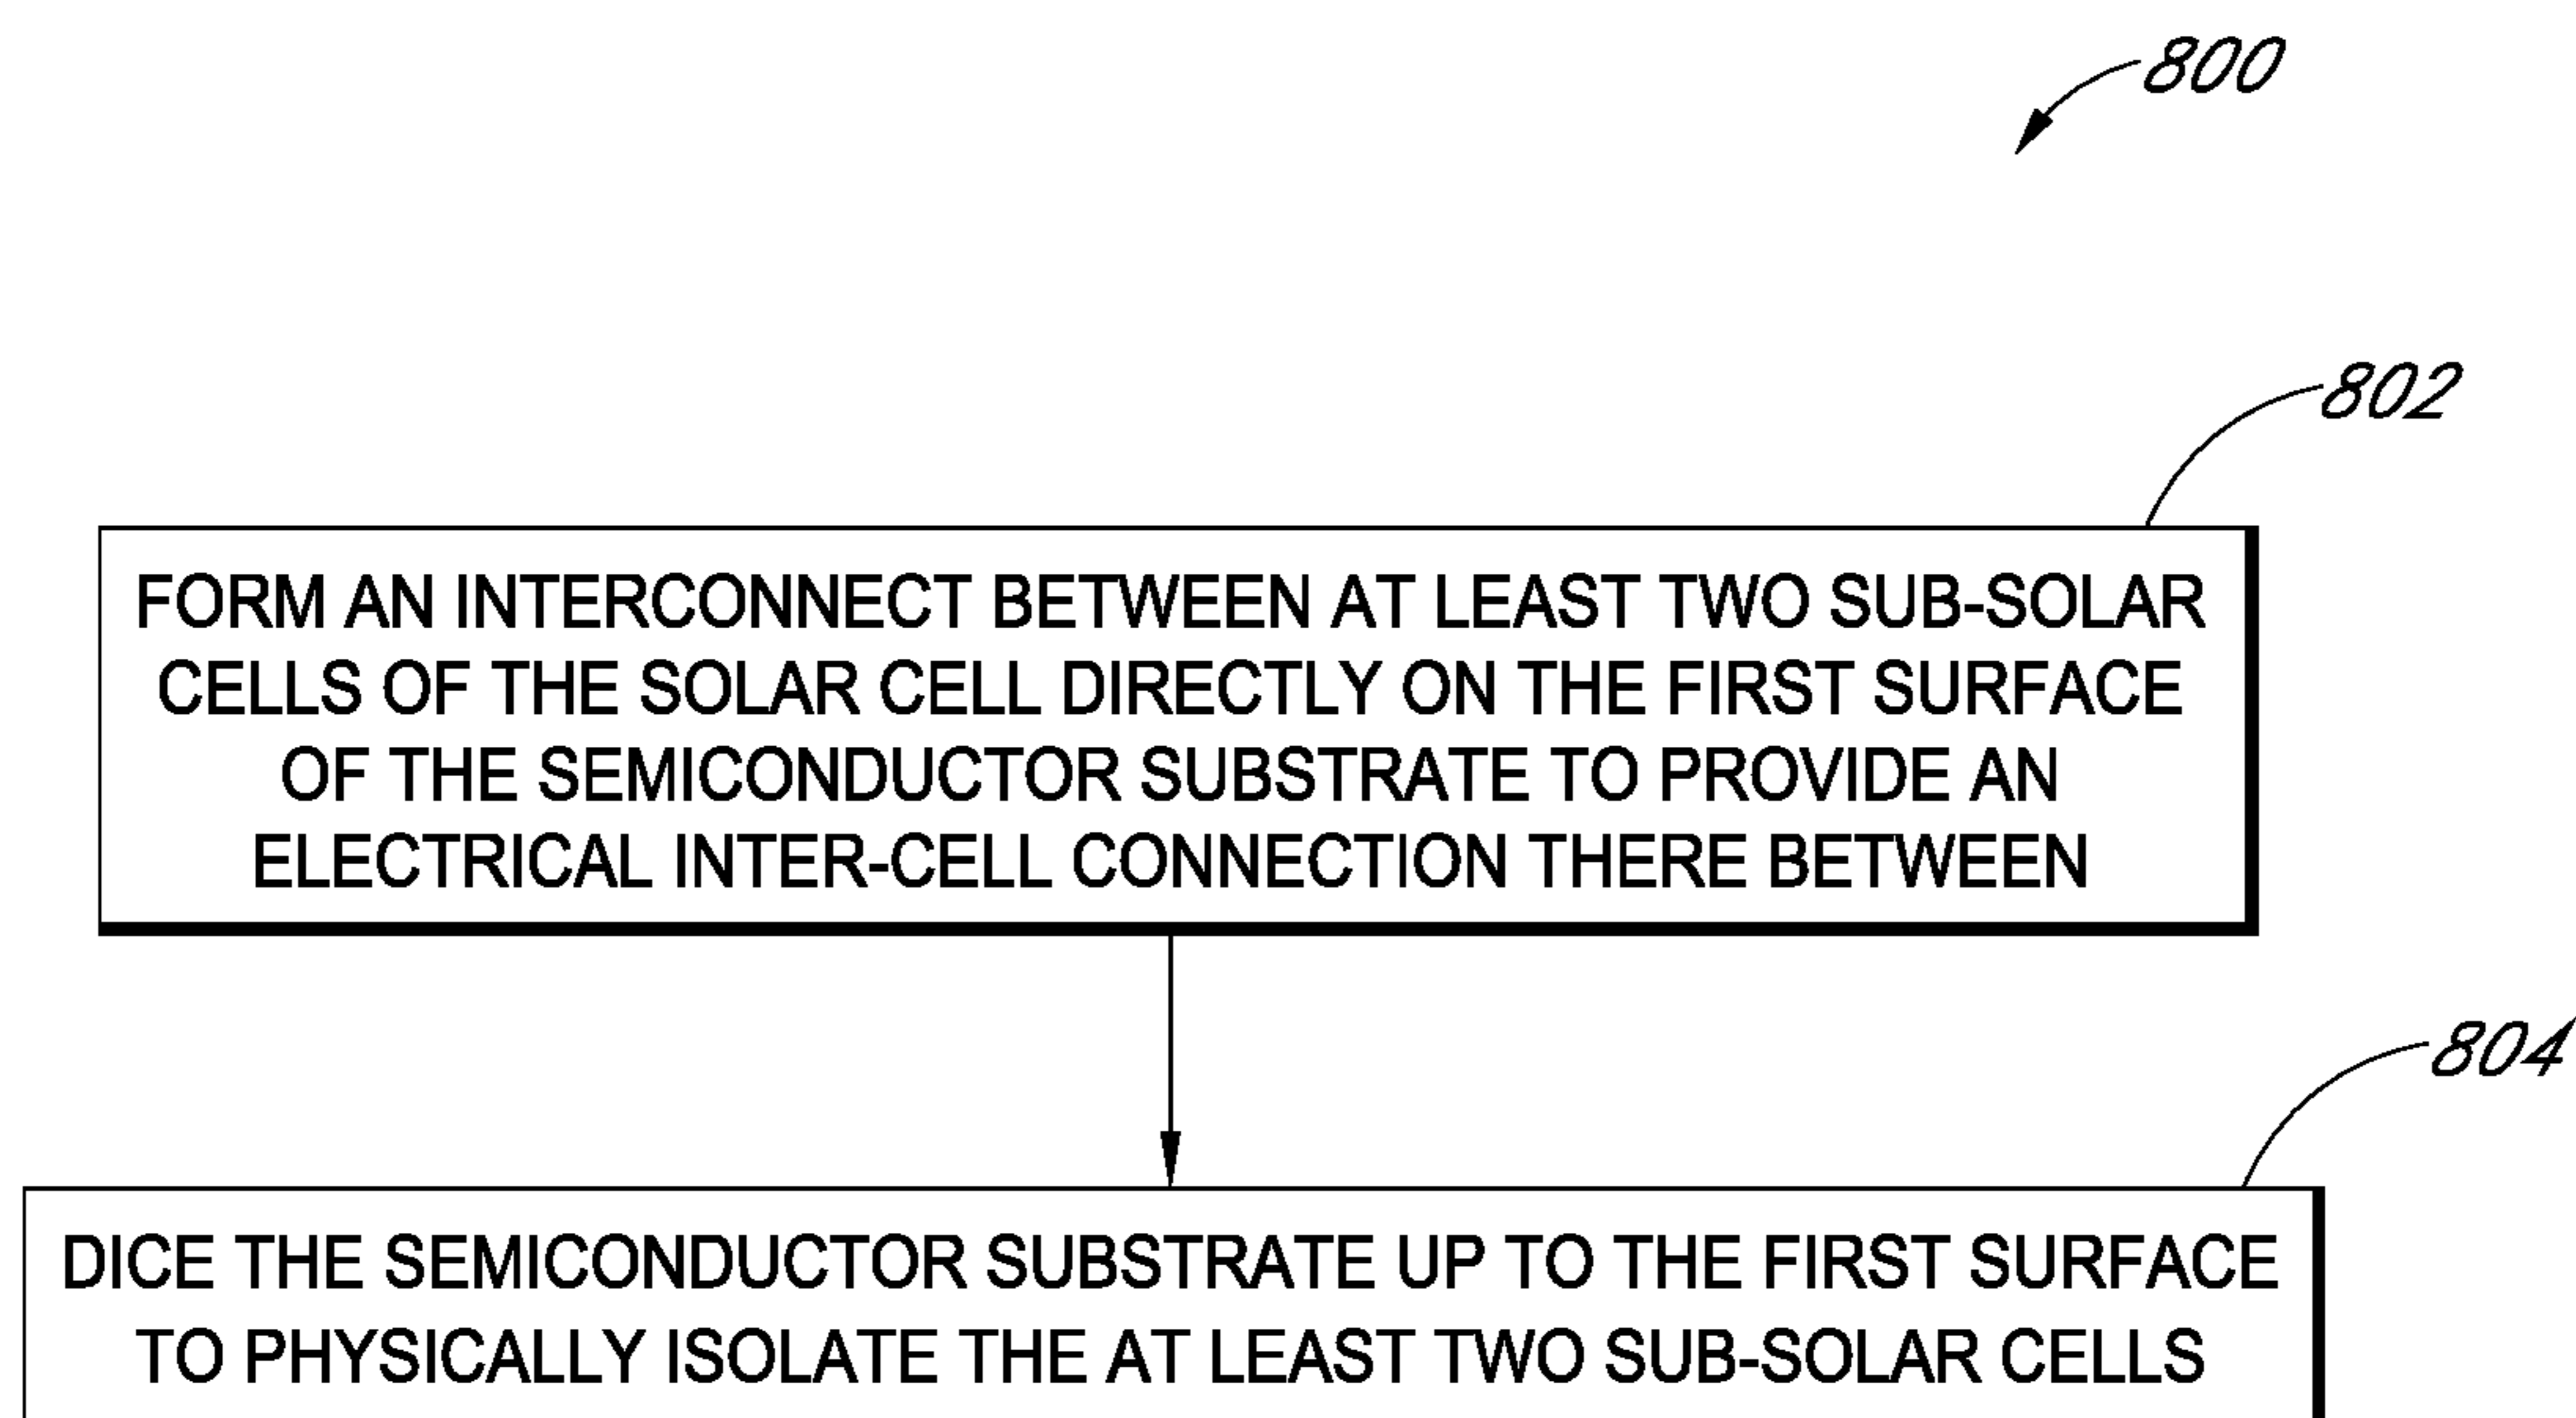 800
802
FORM AN INTERCONNECT BETWEEN AT LEAST TWO SUB-SOLAR
CELLS OF THE SOLAR CELL DIRECTLY ON THE FIRST SURFACE
OF THE SEMICONDUCTOR SUBSTRATE TO PROVIDE AN
ELECTRICAL INTER-CELL CONNECTION THERE BETWEEN
804
DICE THE SEMICONDUCTOR SUBSTRATE UP TO THE FIRST SURFACE
TO PHYSICALLY ISOLATE THE AT LEAST TWO SUB-SOLAR CELLS